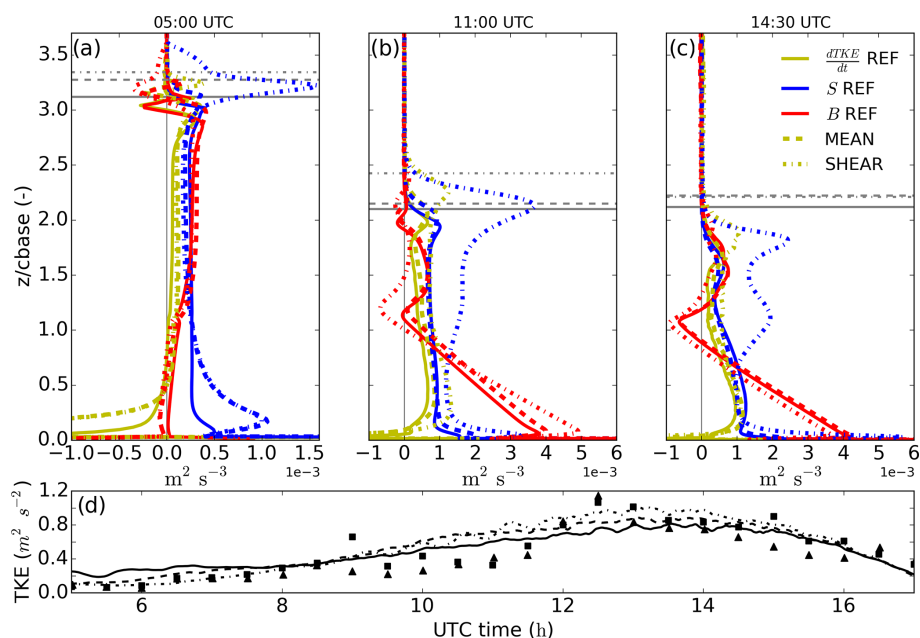 05:00 UTC 11:00 UTC 14:30 UTC
(a) (b) (c)
3.5
3.0
2.5
2.0
1.5
1.0
0.5
0.0
z/cbase (-)
dTKE/dt REF
S REF
B REF
MEAN
SHEAR
−1.0 −0.5 0.0 0.5 1.0 1.5
−1 0 1 2 3 4 5 6
−1 0 1 2 3 4 5 6
m² s⁻³ 1e−3 m² s⁻³ 1e−3 m² s⁻³ 1e−3
(d)
TKE (m² s⁻²)
1.2
0.8
0.4
0.0
6 8 10 12 14 16
UTC time (h)